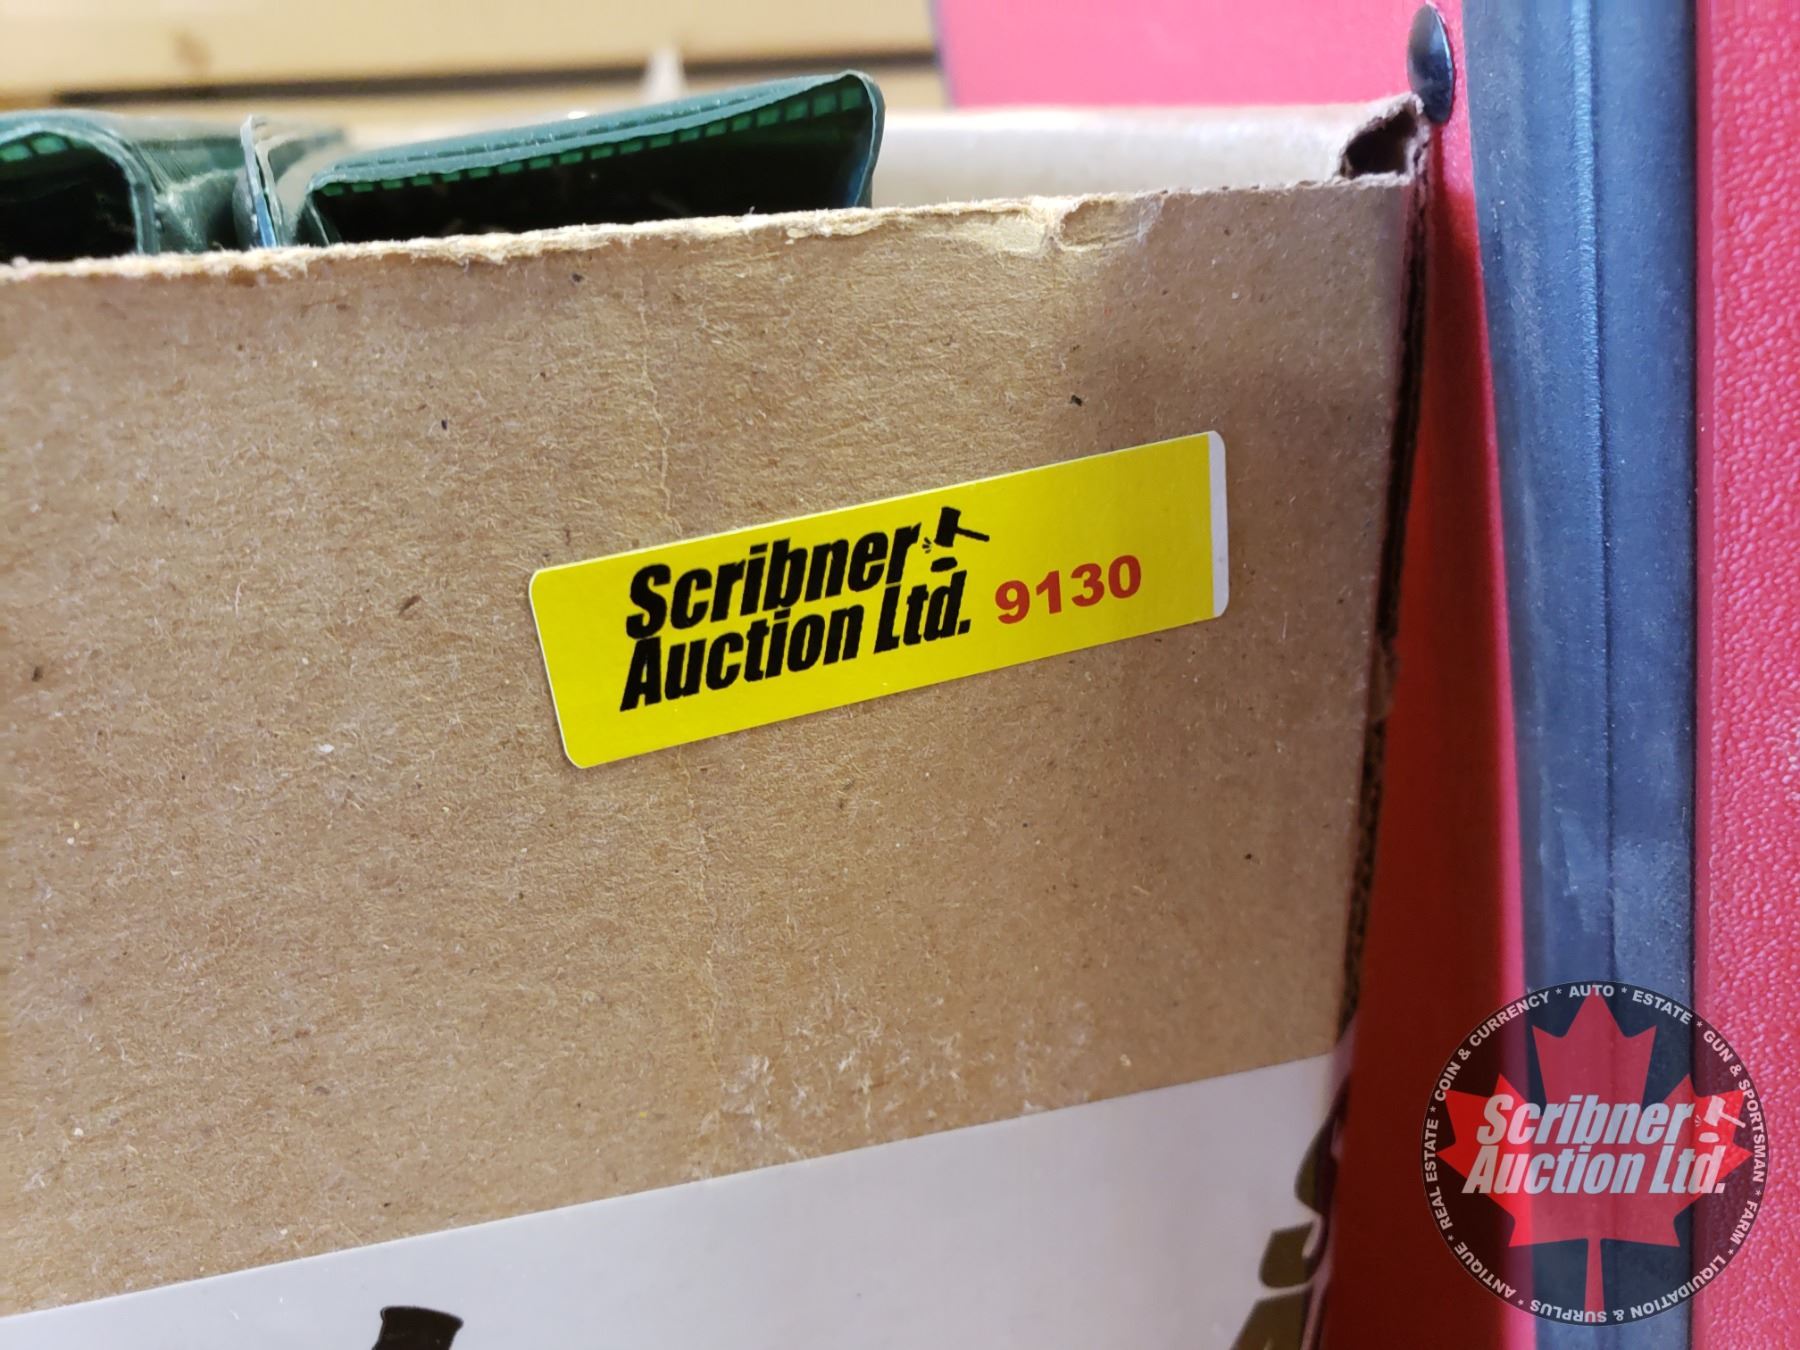 Scribner
Auction Ltd. 9130
COIN & CURRENCY * AUTO * ESTATE * GUN & SPORTSMAN * FARM * LIQUIDATION & SURPLUS * ANTIQUE * REAL ESTATE *
Scribner
Auction Ltd.